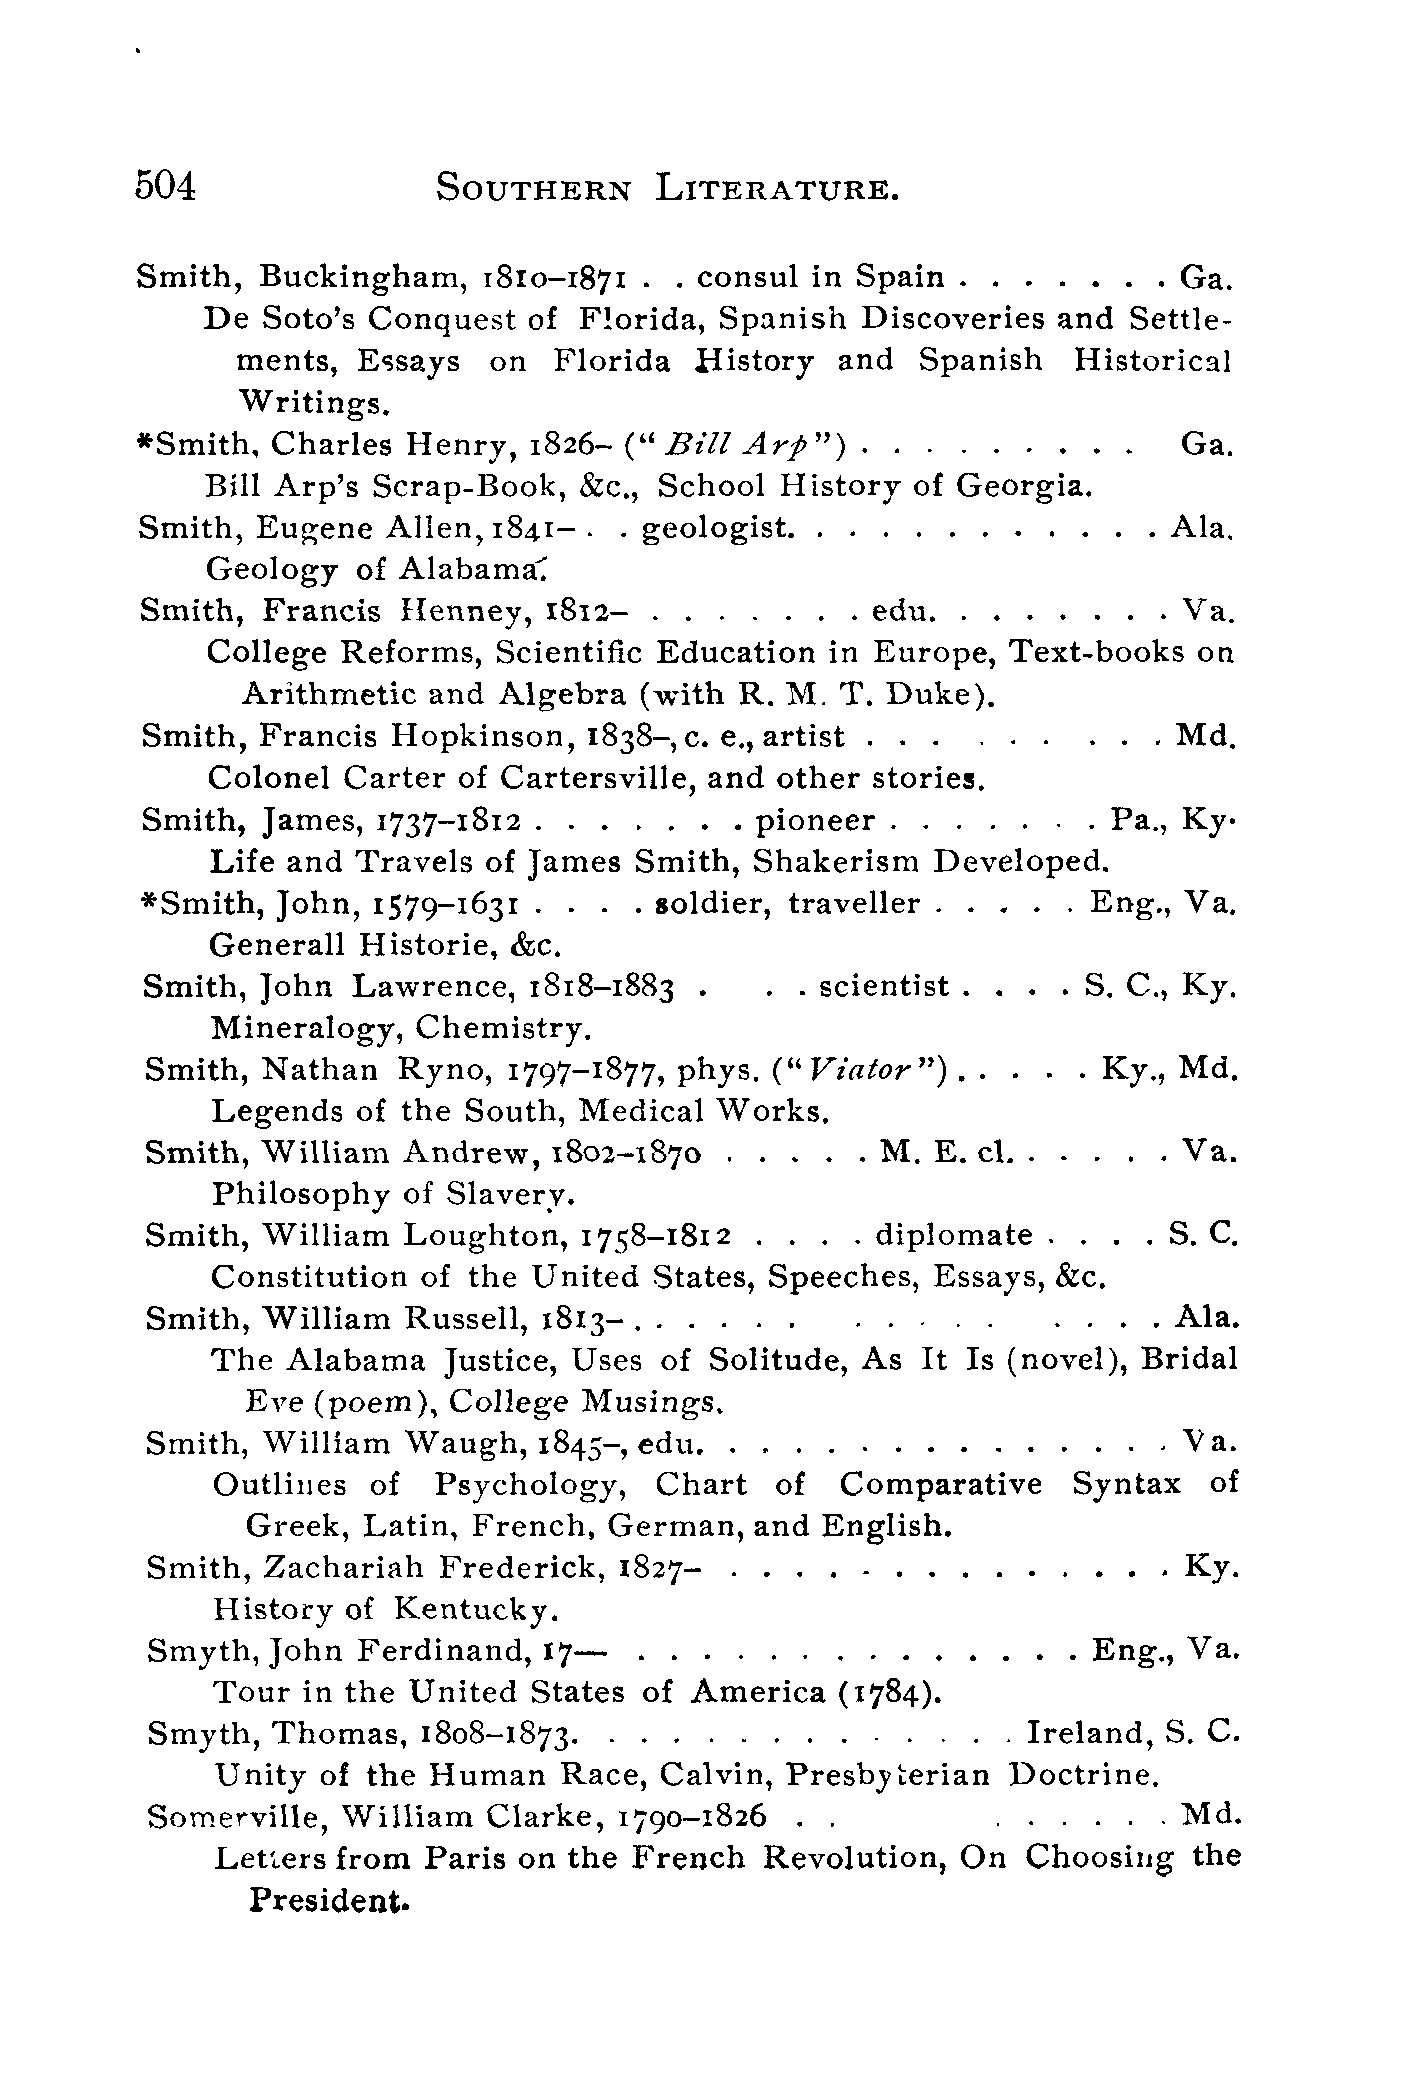 504 SOUTHERN LITERATURE.
Smith, Buckingham, 1810–1871 . . consul in Spain . . . . . . . Ga.
De Soto's Conquest of Florida, Spanish Discoveries and Settle-
ments, Essays on Florida History and Spanish Historical
Writings.
*Smith, Charles Henry, 1826– ("Bill Arp") . . . . . . . . . Ga.
Bill Arp's Scrap-Book, &c., School History of Georgia.
Smith, Eugene Allen, 1841– . . geologist. . . . . . . . . . . . Ala.
Geology of Alabama.
Smith, Francis Henney, 1812– . . . . . . . edu. . . . . . . . Va.
College Reforms, Scientific Education in Europe, Text-books on
Arithmetic and Algebra (with R. M. T. Duke).
Smith, Francis Hopkinson, 1838–, c. e., artist . . . . . . . . . Md.
Colonel Carter of Cartersville, and other stories.
Smith, James, 1737–1812 . . . . . . . pioneer . . . . . . . Pa., Ky.
Life and Travels of James Smith, Shakerism Developed.
*Smith, John, 1579–1631 . . . . soldier, traveller . . . . . Eng., Va.
Generall Historie, &c.
Smith, John Lawrence, 1818–1883 . . . scientist . . . . S. C., Ky.
Mineralogy, Chemistry.
Smith, Nathan Ryno, 1797–1877, phys. ("Viator") . . . . . Ky., Md.
Legends of the South, Medical Works.
Smith, William Andrew, 1802–1870 . . . . . M. E. cl. . . . . . Va.
Philosophy of Slavery.
Smith, William Loughton, 1758–1812 . . . . diplomate . . . . S. C.
Constitution of the United States, Speeches, Essays, &c.
Smith, William Russell, 1813– . . . . . . . . . . . . . . . Ala.
The Alabama Justice, Uses of Solitude, As It Is (novel), Bridal
Eve (poem), College Musings.
Smith, William Waugh, 1845–, edu. . . . . . . . . . . . . . . Va.
Outlines of Psychology, Chart of Comparative Syntax of
Greek, Latin, French, German, and English.
Smith, Zachariah Frederick, 1827– . . . . . . . . . . . . . . Ky.
History of Kentucky.
Smyth, John Ferdinand, 17— . . . . . . . . . . . . . . Eng., Va.
Tour in the United States of America (1784).
Smyth, Thomas, 1808–1873. . . . . . . . . . . . . . Ireland, S. C.
Unity of the Human Race, Calvin, Presbyterian Doctrine.
Somerville, William Clarke, 1790–1826 . . . . . . . . Md.
Letters from Paris on the French Revolution, On Choosing the
President.